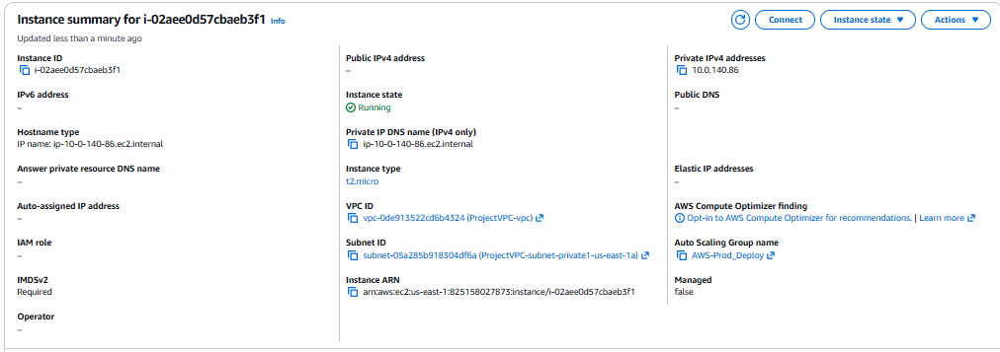 Instance summary for i-02aee0d57cbaeb3f1 Info
Connect
Instance state
Actions
Updated less than a minute ago
Instance ID
i-02aee0d57cbaeb3f1
Public IPv4 address
–
Private IPv4 addresses
10.0.140.86
IPv6 address
–
Instance state
Running
Public DNS
–
Hostname type
IP name: ip-10-0-140-86.ec2.internal
Private IP DNS name (IPv4 only)
ip-10-0-140-86.ec2.internal
Answer private resource DNS name
–
Instance type
t2.micro
Elastic IP addresses
–
Auto-assigned IP address
–
VPC ID
vpc-0de913522cd6b4324 (ProjectVPC-vpc)
AWS Compute Optimizer finding
Opt-in to AWS Compute Optimizer for recommendations. | Learn more
IAM role
–
Subnet ID
subnet-05a285b918304df6a (ProjectVPC-subnet-private1-us-east-1a)
Auto Scaling Group name
AWS-Prod_Deploy
IMDSv2
Required
Instance ARN
arn:aws:ec2:us-east-1:825158027873:instance/i-02aee0d57cbaeb3f1
Managed
false
Operator
–